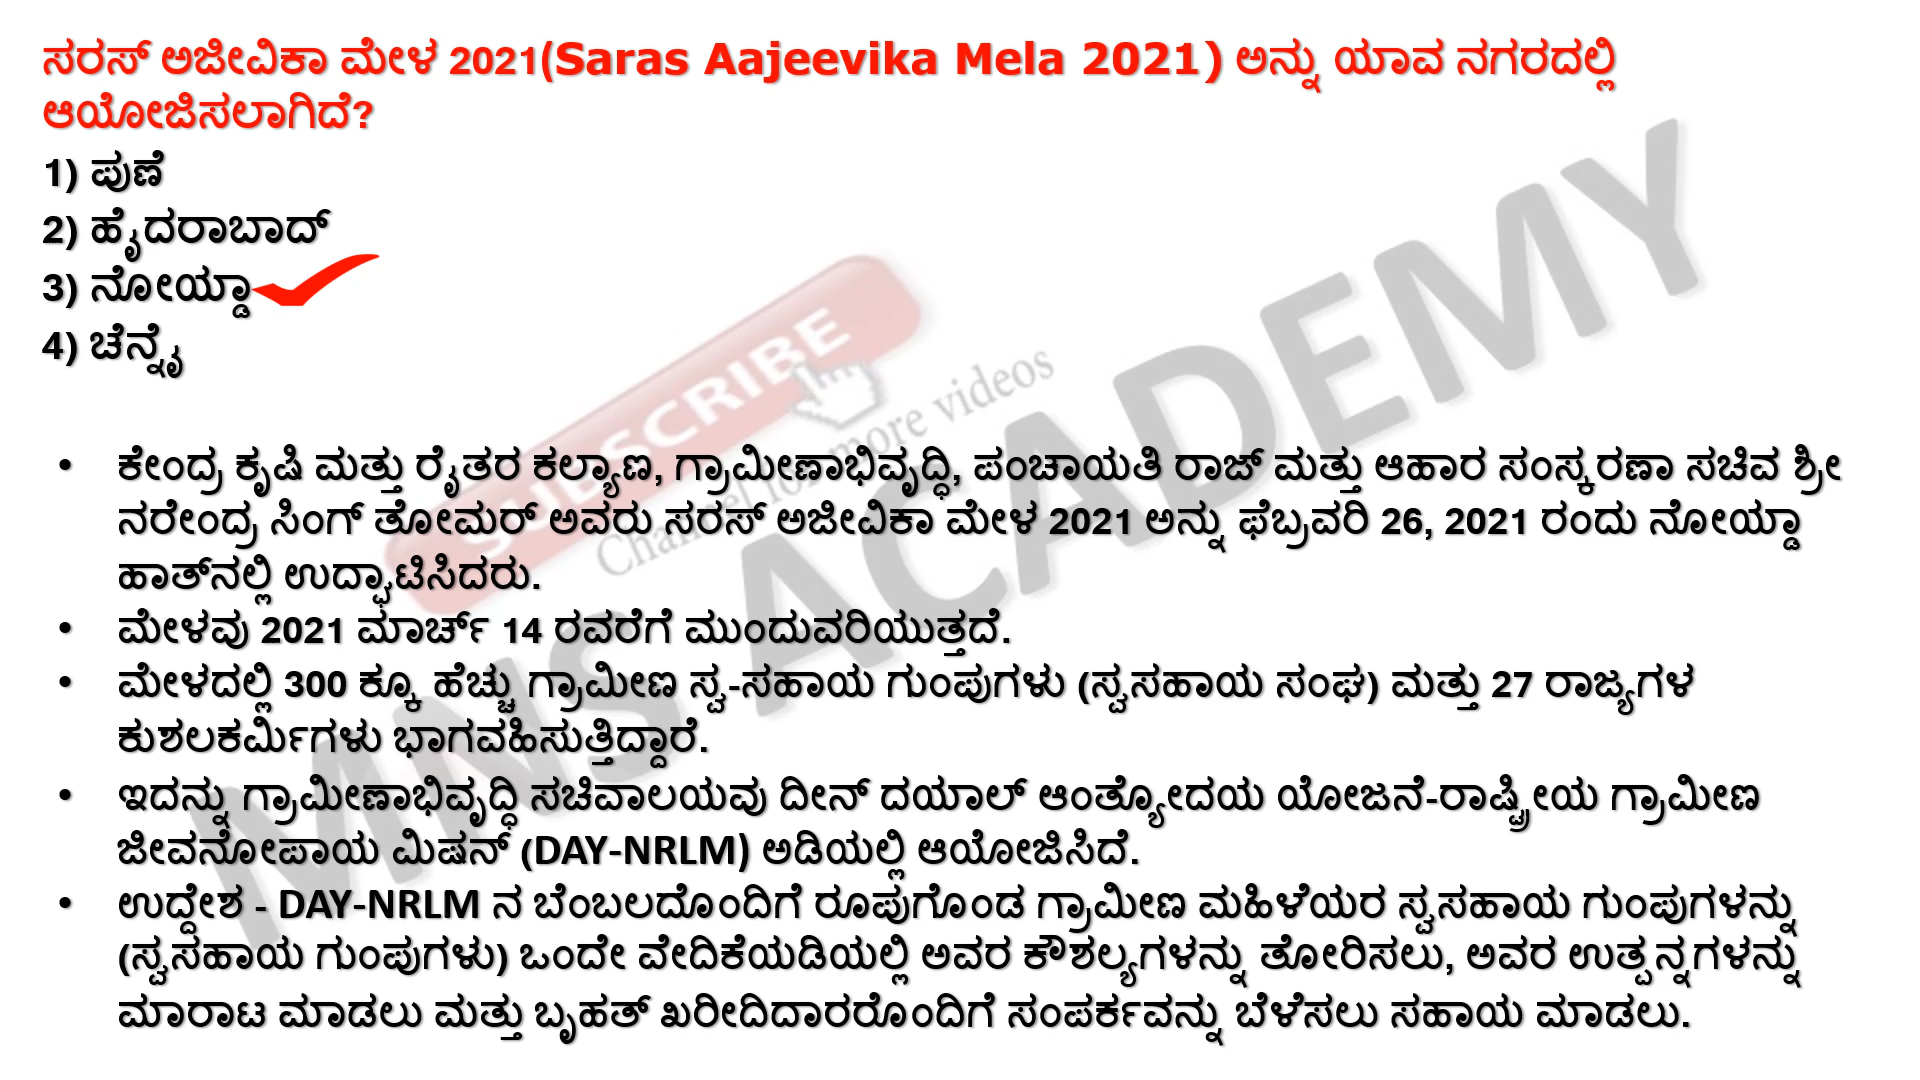 ಸರಸ್ ಅಜೀವಿಕಾ ಮೇಳ 2021(Saras Aajeevika Mela 2021) ಅನ್ನು ಯಾವ ನಗರದಲ್ಲಿ
ಆಯೋಜಿಸಲಾಗಿದೆ?
1) ಪುಣೆ
2) ಹೈದರಾಬಾದ್
3) ನೋಯ್ಡಾ
4) ಚೆನ್ನೈ
SUBSCRIBE
Channel for more videos
MNS ACADEMY
• ಕೇಂದ್ರ ಕೃಷಿ ಮತ್ತು ರೈತರ ಕಲ್ಯಾಣ, ಗ್ರಾಮೀಣಾಭಿವೃದ್ಧಿ, ಪಂಚಾಯತಿ ರಾಜ್ ಮತ್ತು ಆಹಾರ ಸಂಸ್ಕರಣಾ ಸಚಿವ ಶ್ರೀ
ನರೇಂದ್ರ ಸಿಂಗ್ ತೋಮರ್ ಅವರು ಸರಸ್ ಅಜೀವಿಕಾ ಮೇಳ 2021 ಅನ್ನು ಫೆಬ್ರವರಿ 26, 2021 ರಂದು ನೋಯ್ಡಾ
ಹಾತ್‌ನಲ್ಲಿ ಉದ್ಘಾಟಿಸಿದರು.
• ಮೇಳವು 2021 ಮಾರ್ಚ್ 14 ರವರೆಗೆ ಮುಂದುವರಿಯುತ್ತದೆ.
• ಮೇಳದಲ್ಲಿ 300 ಕ್ಕೂ ಹೆಚ್ಚು ಗ್ರಾಮೀಣ ಸ್ವ-ಸಹಾಯ ಗುಂಪುಗಳು (ಸ್ವಸಹಾಯ ಸಂಘ) ಮತ್ತು 27 ರಾಜ್ಯಗಳ
ಕುಶಲಕರ್ಮಿಗಳು ಭಾಗವಹಿಸುತ್ತಿದ್ದಾರೆ.
• ಇದನ್ನು ಗ್ರಾಮೀಣಾಭಿವೃದ್ಧಿ ಸಚಿವಾಲಯವು ದೀನ್ ದಯಾಲ್ ಆಂತ್ಯೋದಯ ಯೋಜನೆ-ರಾಷ್ಟ್ರೀಯ ಗ್ರಾಮೀಣ
ಜೀವನೋಪಾಯ ಮಿಷನ್ (DAY-NRLM) ಅಡಿಯಲ್ಲಿ ಆಯೋಜಿಸಿದೆ.
• ಉದ್ದೇಶ - DAY-NRLM ನ ಬೆಂಬಲದೊಂದಿಗೆ ರೂಪುಗೊಂಡ ಗ್ರಾಮೀಣ ಮಹಿಳೆಯರ ಸ್ವಸಹಾಯ ಗುಂಪುಗಳನ್ನು
(ಸ್ವಸಹಾಯ ಗುಂಪುಗಳು) ಒಂದೇ ವೇದಿಕೆಯಡಿಯಲ್ಲಿ ಅವರ ಕೌಶಲ್ಯಗಳನ್ನು ತೋರಿಸಲು, ಅವರ ಉತ್ಪನ್ನಗಳನ್ನು
ಮಾರಾಟ ಮಾಡಲು ಮತ್ತು ಬೃಹತ್ ಖರೀದಿದಾರರೊಂದಿಗೆ ಸಂಪರ್ಕವನ್ನು ಬೆಳೆಸಲು ಸಹಾಯ ಮಾಡಲು.